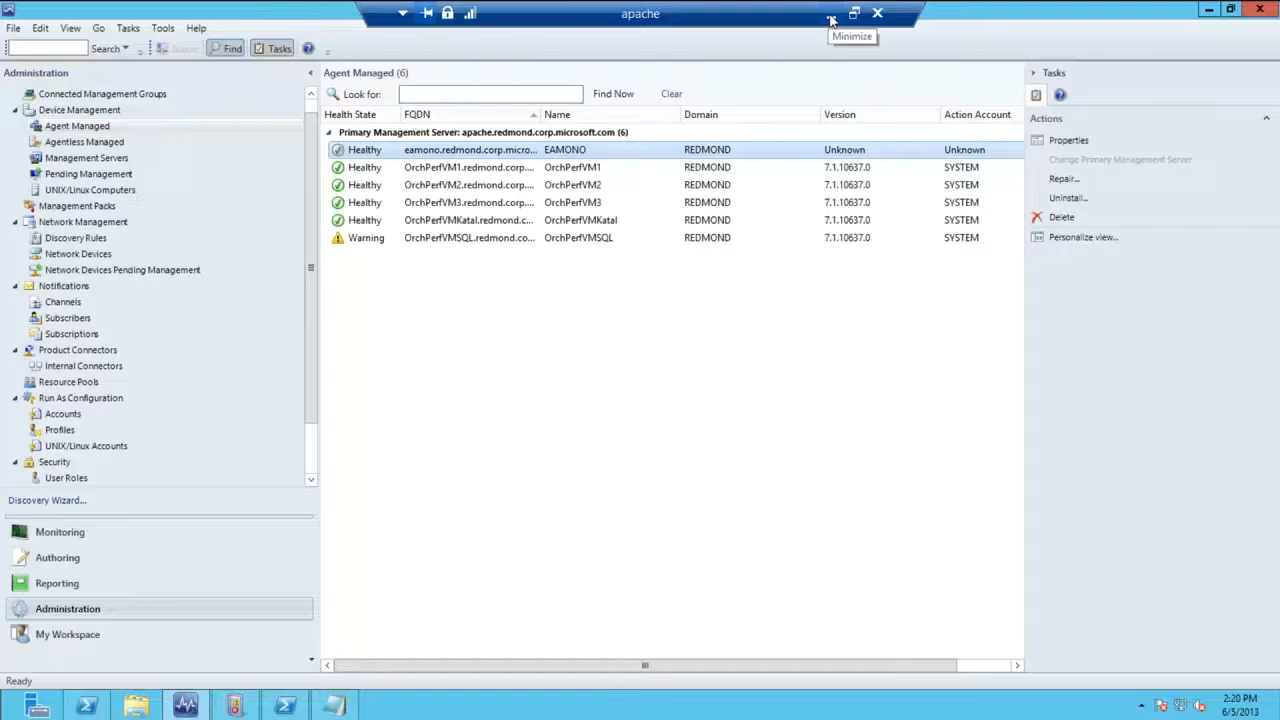 apache
Minimize
File Edit View Go Tasks Tools Help
Search Find Tasks
Administration
Connected Management Groups
Device Management
Agent Managed
Agentless Managed
Management Servers
Pending Management
UNIX/Linux Computers
Management Packs
Network Management
Discovery Rules
Network Devices
Network Devices Pending Management
Notifications
Channels
Subscribers
Subscriptions
Product Connectors
Internal Connectors
Resource Pools
Run As Configuration
Accounts
Profiles
UNIX/Linux Accounts
Security
User Roles
Discovery Wizard...
Monitoring
Authoring
Reporting
Administration
My Workspace
Agent Managed (6)
Look for: Find Now Clear
Health State FQDN Name Domain Version Action Account
Primary Management Server: apache.redmond.corp.microsoft.com (6)
Healthy eamono.redmond.corp.micro... EAMONO REDMOND Unknown Unknown
Healthy OrchPerfVM1.redmond.corp.... OrchPerfVM1 REDMOND 7.1.10637.0 SYSTEM
Healthy OrchPerfVM2.redmond.corp.... OrchPerfVM2 REDMOND 7.1.10637.0 SYSTEM
Healthy OrchPerfVM3.redmond.corp.... OrchPerfVM3 REDMOND 7.1.10637.0 SYSTEM
Healthy OrchPerfVMKatal.redmond.c... OrchPerfVMKatal REDMOND 7.1.10637.0 SYSTEM
Warning OrchPerfVMSQL.redmond.co... OrchPerfVMSQL REDMOND 7.1.10637.0 SYSTEM
Tasks
Actions
Properties
Change Primary Management Server
Repair...
Uninstall...
Delete
Personalize view...
Ready
2:20 PM
6/5/2013